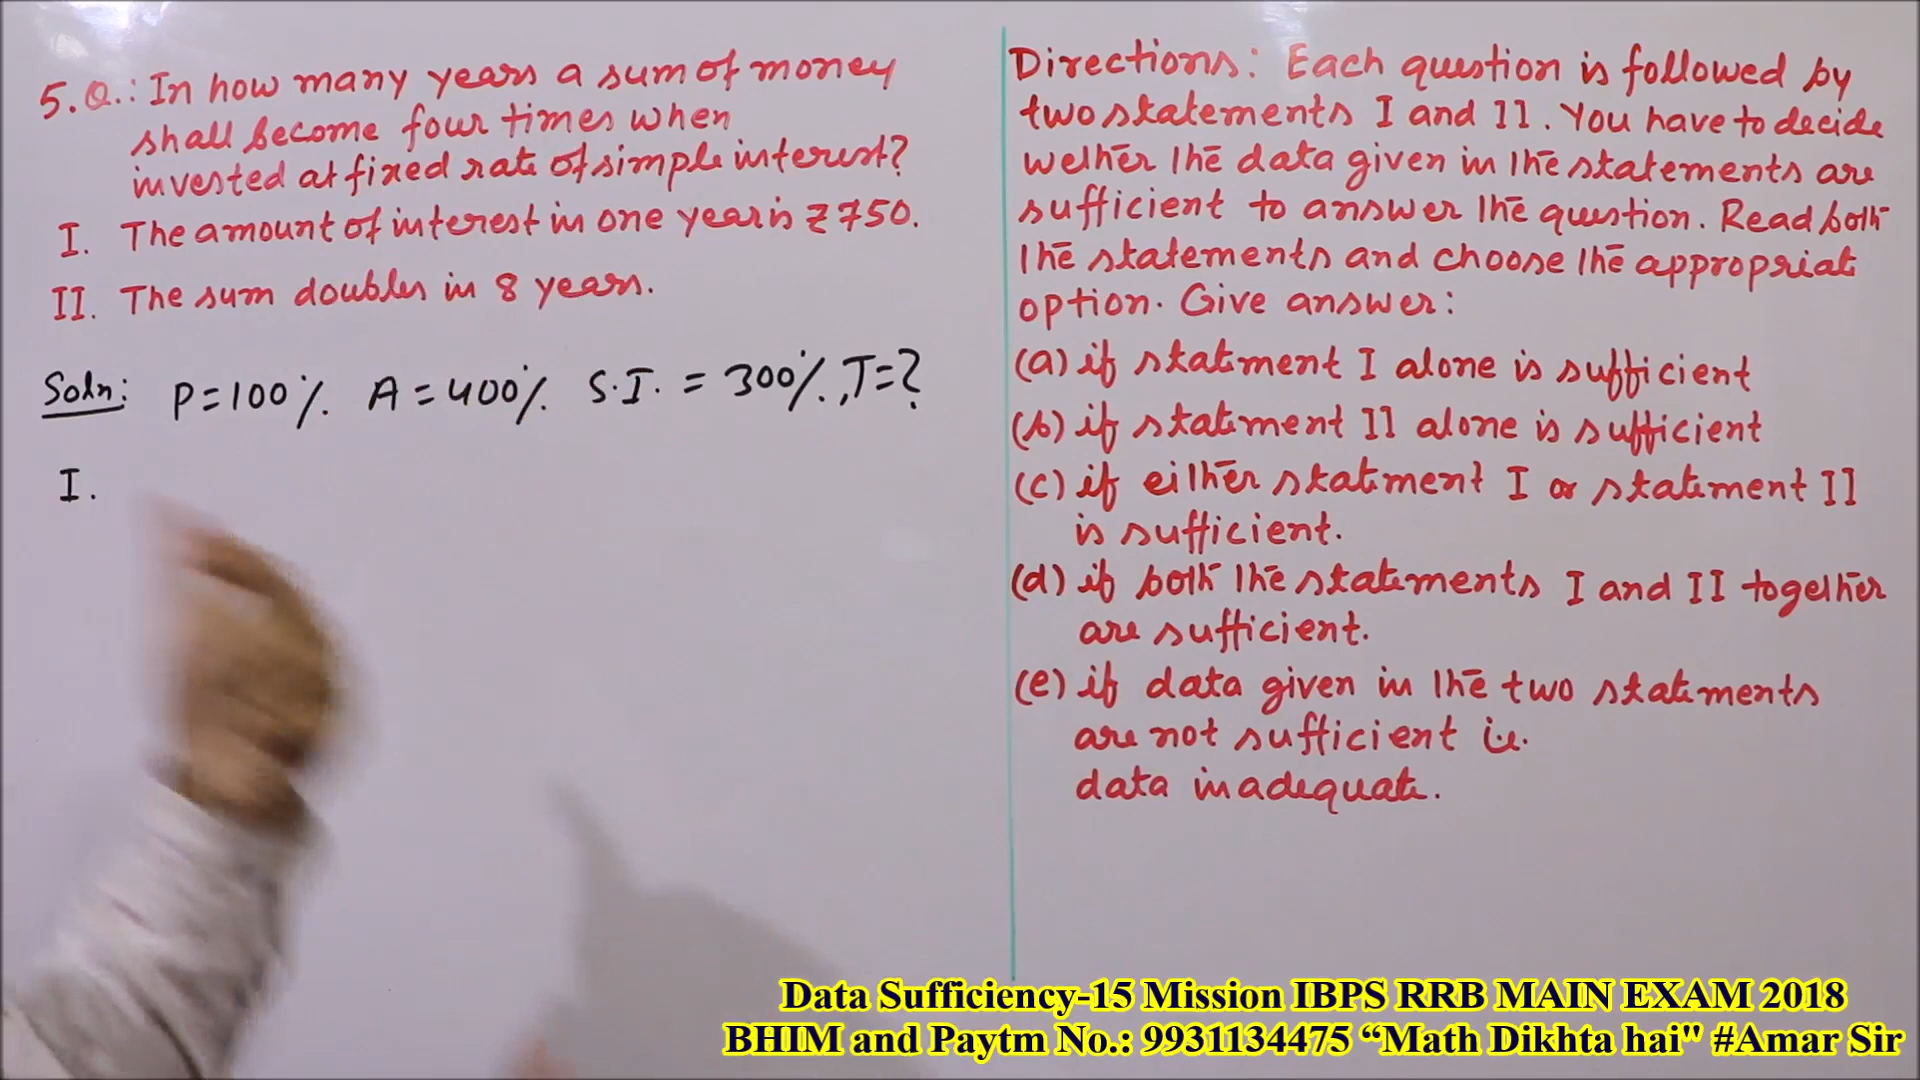 5.Q.: In how many years a sum of money
shall become four times when
invested at fixed rate of simple interest?
I. The amount of interest in one year is ₹750.
II. The sum doubles in 8 years.
Soln: P=100% A=400% S.I. = 300%, T=?
I.
Directions: Each question is followed by
two statements I and II. You have to decide
wether the data given in the statements are
sufficient to answer the question. Read both
the statements and choose the appropriat
option. Give answer:
(a) if statment I alone is sufficient
(b) if statment II alone is sufficient
(c) if either statment I or statment II
is sufficient.
(d) if both the statements I and II together
are sufficient.
(e) if data given in the two statments
are not sufficient i.e.
data inadequate.
Data Sufficiency-15 Mission IBPS RRB MAIN EXAM 2018
BHIM and Paytm No.: 9931134475 “Math Dikhta hai" #Amar Sir